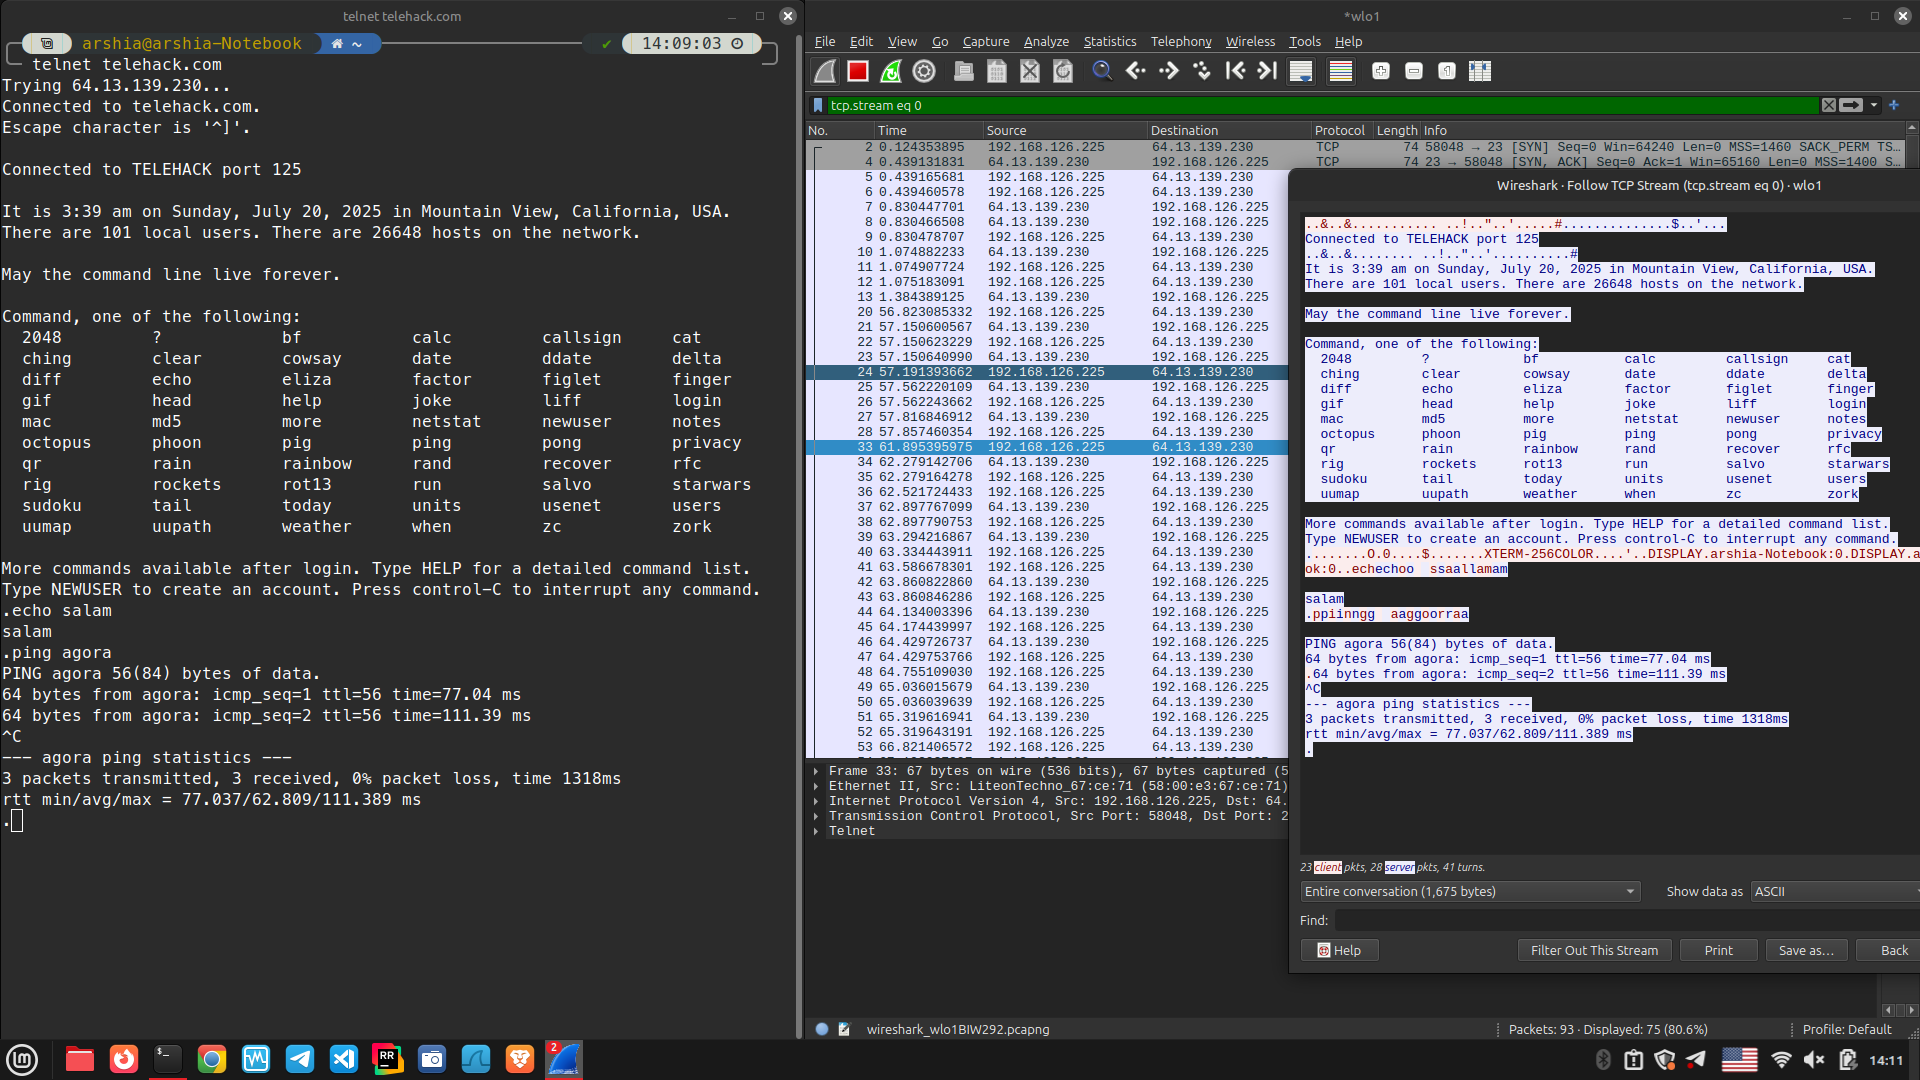 telnet telehack.com
arshia@arshia-Notebook ~ ✔ 14:09:03
telnet telehack.com
Trying 64.13.139.230...
Connected to telehack.com.
Escape character is '^]'.
Connected to TELEHACK port 125
It is 3:39 am on Sunday, July 20, 2025 in Mountain View, California, USA.
There are 101 local users. There are 26648 hosts on the network.
May the command line live forever.
Command, one of the following:
2048 ? bf calc callsign cat
ching clear cowsay date ddate delta
diff echo eliza factor figlet finger
gif head help joke liff login
mac md5 more netstat newuser notes
octopus phoon pig ping pong privacy
qr rain rainbow rand recover rfc
rig rockets rot13 run salvo starwars
sudoku tail today units usenet users
uumap uupath weather when zc zork
More commands available after login. Type HELP for a detailed command list.
Type NEWUSER to create an account. Press control-C to interrupt any command.
.echo salam
salam
.ping agora
PING agora 56(84) bytes of data.
64 bytes from agora: icmp_seq=1 ttl=56 time=77.04 ms
64 bytes from agora: icmp_seq=2 ttl=56 time=111.39 ms
^C
--- agora ping statistics ---
3 packets transmitted, 3 received, 0% packet loss, time 1318ms
rtt min/avg/max = 77.037/62.809/111.389 ms
.
*wlo1
File Edit View Go Capture Analyze Statistics Telephony Wireless Tools Help
tcp.stream eq 0
No. Time Source Destination Protocol Length Info
2 0.124353895 192.168.126.225 64.13.139.230 TCP 74 58048 → 23 [SYN] Seq=0 Win=64240 Len=0 MSS=1460 SACK_PERM TS…
4 0.439131831 64.13.139.230 192.168.126.225 TCP 74 23 → 58048 [SYN, ACK] Seq=0 Ack=1 Win=65160 Len=0 MSS=1400 S…
5 0.439165681 192.168.126.225 64.13.139.230
6 0.439460578 192.168.126.225 64.13.139.230
7 0.830447701 64.13.139.230 192.168.126.225
8 0.830466508 64.13.139.230 192.168.126.225
9 0.830478707 192.168.126.225 64.13.139.230
10 1.074882233 64.13.139.230 192.168.126.225
11 1.074907724 192.168.126.225 64.13.139.230
12 1.075183091 192.168.126.225 64.13.139.230
13 1.384389125 64.13.139.230 192.168.126.225
20 56.823085332 192.168.126.225 64.13.139.230
21 57.150600567 64.13.139.230 192.168.126.225
22 57.150623229 192.168.126.225 64.13.139.230
23 57.150640990 64.13.139.230 192.168.126.225
24 57.191393662 192.168.126.225 64.13.139.230
25 57.562220109 64.13.139.230 192.168.126.225
26 57.562243662 192.168.126.225 64.13.139.230
27 57.816846912 64.13.139.230 192.168.126.225
28 57.857460354 192.168.126.225 64.13.139.230
33 61.895395975 192.168.126.225 64.13.139.230
34 62.279142706 64.13.139.230 192.168.126.225
35 62.279164278 192.168.126.225 64.13.139.230
36 62.521724433 192.168.126.225 64.13.139.230
37 62.897767099 64.13.139.230 192.168.126.225
38 62.897790753 192.168.126.225 64.13.139.230
39 63.294216867 64.13.139.230 192.168.126.225
40 63.334443911 192.168.126.225 64.13.139.230
41 63.586678301 192.168.126.225 64.13.139.230
42 63.860822860 64.13.139.230 192.168.126.225
43 63.860846286 192.168.126.225 64.13.139.230
44 64.134003396 64.13.139.230 192.168.126.225
45 64.174439997 192.168.126.225 64.13.139.230
46 64.429726737 64.13.139.230 192.168.126.225
47 64.429753766 192.168.126.225 64.13.139.230
48 64.755109030 64.13.139.230 192.168.126.225
49 65.036015679 64.13.139.230 192.168.126.225
50 65.036039639 192.168.126.225 64.13.139.230
51 65.319616941 64.13.139.230 192.168.126.225
52 65.319643191 192.168.126.225 64.13.139.230
53 66.821406572 192.168.126.225 64.13.139.230
Frame 33: 67 bytes on wire (536 bits), 67 bytes captured (5
Ethernet II, Src: LiteonTechno_67:ce:71 (58:00:e3:67:ce:71)
Internet Protocol Version 4, Src: 192.168.126.225, Dst: 64.
Transmission Control Protocol, Src Port: 58048, Dst Port: 2
Telnet
Wireshark · Follow TCP Stream (tcp.stream eq 0) · wlo1
..&..&........... ..!.."..'.....#..............$..'...
Connected to TELEHACK port 125
..&..&........ ..!.."..'..........#
It is 3:39 am on Sunday, July 20, 2025 in Mountain View, California, USA.
There are 101 local users. There are 26648 hosts on the network.
May the command line live forever.
Command, one of the following:
2048 ? bf calc callsign cat
ching clear cowsay date ddate delta
diff echo eliza factor figlet finger
gif head help joke liff login
mac md5 more netstat newuser notes
octopus phoon pig ping pong privacy
qr rain rainbow rand recover rfc
rig rockets rot13 run salvo starwars
sudoku tail today units usenet users
uumap uupath weather when zc zork
More commands available after login. Type HELP for a detailed command list.
Type NEWUSER to create an account. Press control-C to interrupt any command.
........O.0....$.......XTERM-256COLOR....'..DISPLAY.arshia-Notebook:0.DISPLAY.a
ok:0..echechoo ssaallamam
salam
.ppiinngg aaggoorraa
PING agora 56(84) bytes of data.
64 bytes from agora: icmp_seq=1 ttl=56 time=77.04 ms
.64 bytes from agora: icmp_seq=2 ttl=56 time=111.39 ms
^C
--- agora ping statistics ---
3 packets transmitted, 3 received, 0% packet loss, time 1318ms
rtt min/avg/max = 77.037/62.809/111.389 ms
.
23 client pkts, 28 server pkts, 41 turns.
Entire conversation (1,675 bytes) Show data as ASCII
Find:
Help Filter Out This Stream Print Save as… Back
wireshark_wlo1BIW292.pcapng Packets: 93 · Displayed: 75 (80.6%) Profile: Default
RR 2 14:11